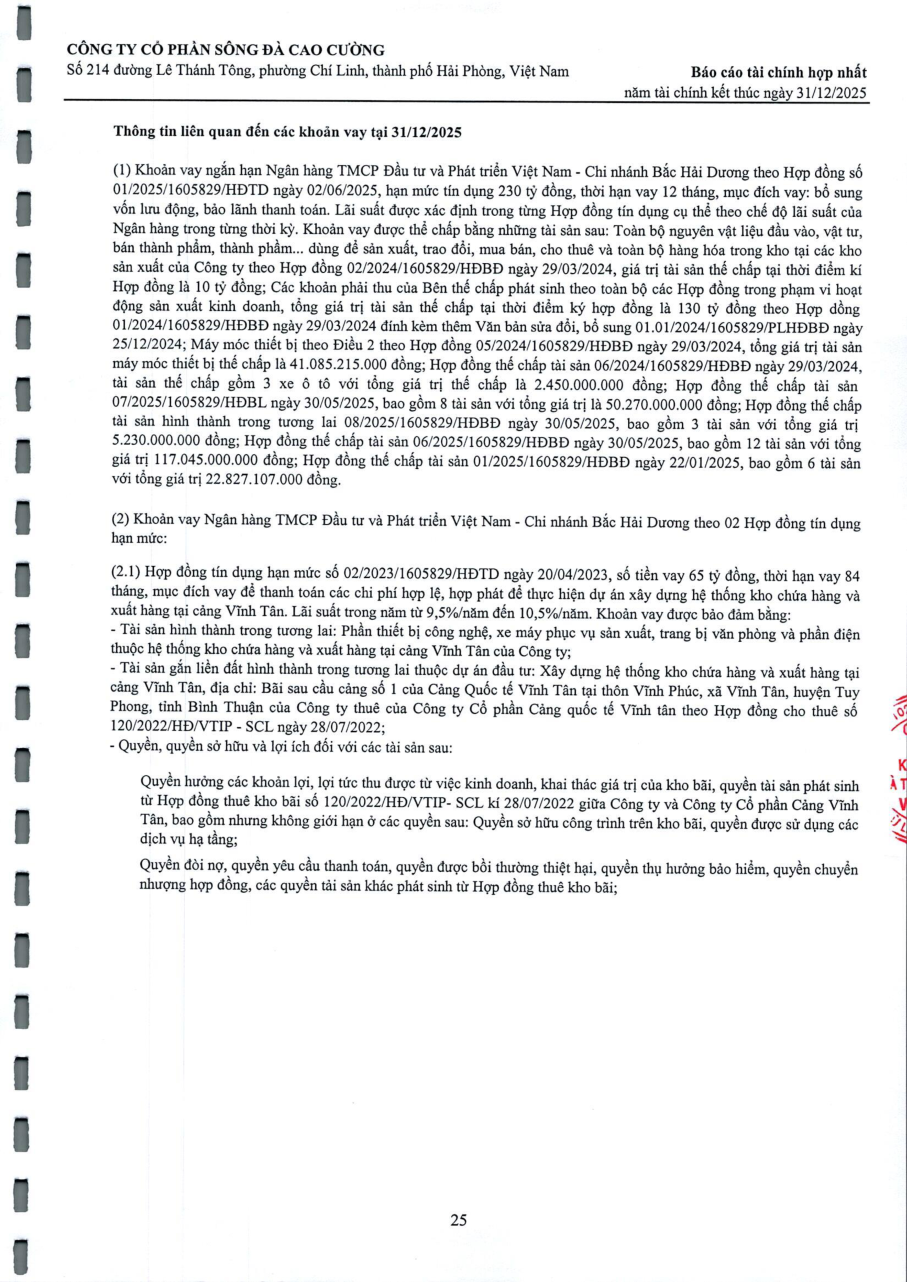 CÔNG TY CỔ PHẦN SÔNG ĐÀ CAO CƯỜNG
Số 214 đường Lê Thánh Tông, phường Chí Linh, thành phố Hải Phòng, Việt Nam
Báo cáo tài chính hợp nhất
năm tài chính kết thúc ngày 31/12/2025
Thông tin liên quan đến các khoản vay tại 31/12/2025
(1) Khoản vay ngắn hạn Ngân hàng TMCP Đầu tư và Phát triển Việt Nam - Chi nhánh Bắc Hải Dương theo Hợp đồng số
01/2025/1605829/HĐTD ngày 02/06/2025, hạn mức tín dụng 230 tỷ đồng, thời hạn vay 12 tháng, mục đích vay: bổ sung
vốn lưu động, bảo lãnh thanh toán. Lãi suất được xác định trong từng Hợp đồng tín dụng cụ thể theo chế độ lãi suất của
Ngân hàng trong từng thời kỳ. Khoản vay được thế chấp bằng những tài sản sau: Toàn bộ nguyên vật liệu đầu vào, vật tư,
bán thành phẩm, thành phẩm... dùng để sản xuất, trao đổi, mua bán, cho thuê và toàn bộ hàng hóa trong kho tại các kho
sản xuất của Công ty theo Hợp đồng 02/2024/1605829/HĐBĐ ngày 29/03/2024, giá trị tài sản thế chấp tại thời điểm kí
Hợp đồng là 10 tỷ đồng; Các khoản phải thu của Bên thế chấp phát sinh theo toàn bộ các Hợp đồng trong phạm vi hoạt
động sản xuất kinh doanh, tổng giá trị tài sản thế chấp tại thời điểm ký hợp đồng là 130 tỷ đồng theo Hợp dồng
01/2024/1605829/HĐBĐ ngày 29/03/2024 đính kèm thêm Văn bản sửa đổi, bổ sung 01.01/2024/1605829/PLHĐBĐ ngày
25/12/2024; Máy móc thiết bị theo Điều 2 theo Hợp đồng 05/2024/1605829/HĐBĐ ngày 29/03/2024, tổng giá trị tài sản
máy móc thiết bị thế chấp là 41.085.215.000 đồng; Hợp đồng thế chấp tài sản 06/2024/1605829/HĐBĐ ngày 29/03/2024,
tài sản thế chấp gồm 3 xe ô tô với tổng giá trị thế chấp là 2.450.000.000 đồng; Hợp đồng thế chấp tài sản
07/2025/1605829/HĐBL ngày 30/05/2025, bao gồm 8 tài sản với tổng giá trị là 50.270.000.000 đồng; Hợp đồng thế chấp
tài sản hình thành trong tương lai 08/2025/1605829/HĐBĐ ngày 30/05/2025, bao gồm 3 tài sản với tổng giá trị
5.230.000.000 đồng; Hợp đồng thế chấp tài sản 06/2025/1605829/HĐBĐ ngày 30/05/2025, bao gồm 12 tài sản với tổng
giá trị 117.045.000.000 đồng; Hợp đồng thế chấp tài sản 01/2025/1605829/HĐBĐ ngày 22/01/2025, bao gồm 6 tài sản
với tổng giá trị 22.827.107.000 đồng.
(2) Khoản vay Ngân hàng TMCP Đầu tư và Phát triển Việt Nam - Chi nhánh Bắc Hải Dương theo 02 Hợp đồng tín dụng
hạn mức:
(2.1) Hợp đồng tín dụng hạn mức số 02/2023/1605829/HĐTD ngày 20/04/2023, số tiền vay 65 tỷ đồng, thời hạn vay 84
tháng, mục đích vay để thanh toán các chi phí hợp lệ, hợp phát để thực hiện dự án xây dựng hệ thống kho chứa hàng và
xuất hàng tại cảng Vĩnh Tân. Lãi suất trong năm từ 9,5%/năm đến 10,5%/năm. Khoản vay được bảo đảm bằng:
- Tài sản hình thành trong tương lai: Phần thiết bị công nghệ, xe máy phục vụ sản xuất, trang bị văn phòng và phần điện
thuộc hệ thống kho chứa hàng và xuất hàng tại cảng Vĩnh Tân của Công ty;
- Tài sản gắn liền đất hình thành trong tương lai thuộc dự án đầu tư: Xây dựng hệ thống kho chứa hàng và xuất hàng tại
cảng Vĩnh Tân, địa chỉ: Bãi sau cầu cảng số 1 của Cảng Quốc tế Vĩnh Tân tại thôn Vĩnh Phúc, xã Vĩnh Tân, huyện Tuy
Phong, tỉnh Bình Thuận của Công ty thuê của Công ty Cổ phần Cảng quốc tế Vĩnh tân theo Hợp đồng cho thuê số
120/2022/HĐ/VTIP - SCL ngày 28/07/2022;
- Quyền, quyền sở hữu và lợi ích đối với các tài sản sau:
Quyền hưởng các khoản lợi, lợi tức thu được từ việc kinh doanh, khai thác giá trị của kho bãi, quyền tài sản phát sinh
từ Hợp đồng thuê kho bãi số 120/2022/HĐ/VTIP- SCL kí 28/07/2022 giữa Công ty và Công ty Cổ phần Cảng Vĩnh
Tân, bao gồm nhưng không giới hạn ở các quyền sau: Quyền sở hữu công trình trên kho bãi, quyền được sử dụng các
dịch vụ hạ tầng;
Quyền đòi nợ, quyền yêu cầu thanh toán, quyền được bồi thường thiệt hại, quyền thụ hưởng bảo hiểm, quyền chuyển
nhượng hợp đồng, các quyền tài sản khác phát sinh từ Hợp đồng thuê kho bãi;
25